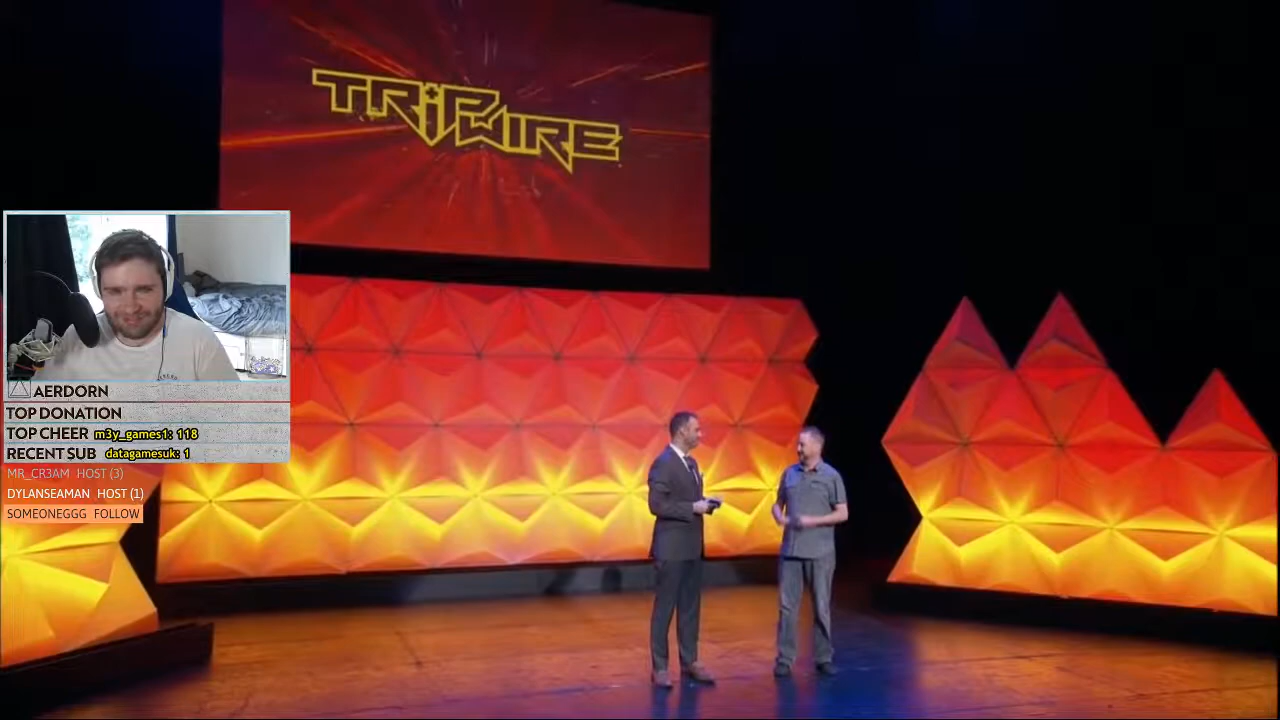 TRiPWIRE
AERDORN
TOP DONATION
TOP CHEER m3y_games1: 118
RECENT SUB datagamesuk: 1
MR_CR3AM HOST (3)
DYLANSEAMAN HOST (1)
SOMEONEGGG FOLLOW